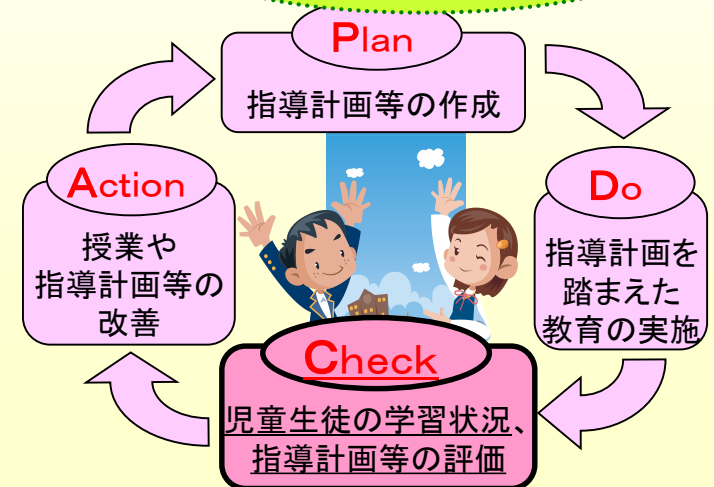 Plan
指導計画等の作成
Do
指導計画を
踏まえた
教育の実施
Check
児童生徒の学習状況、
指導計画等の評価
Action
授業や
指導計画等の
改善